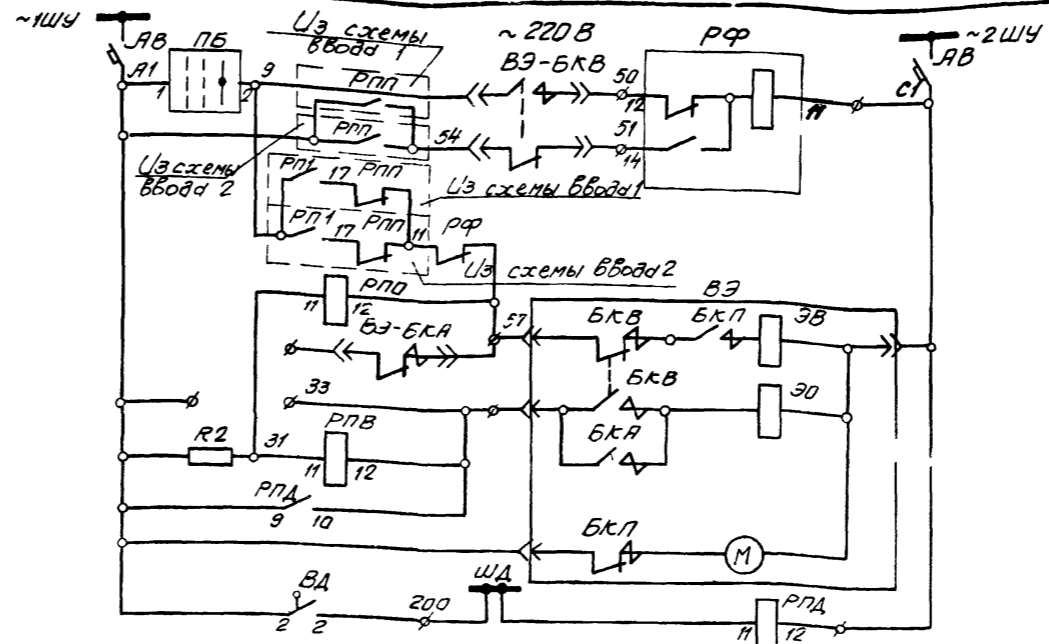 ~1ШУ
АВ
ПБ
Из схемы
ввода 1
~ 220 В
РФ
~2ШУ
АВ
А1
1
2
9
РПП
ВЭ-БКВ
50
12
11
С1
РПП
54
51
14
Из схемы
ввода 2
РП1
17
РПП
Из схемы ввода 1
РП1
17
РПП
11
РФ
Из схемы ввода 2
РПО
11
12
ВЭ
ВЭ-БКА
57
БКВ
БКП
ЭВ
33
БКВ
ЭО
R2
31
РПВ
11
12
БКА
РПД
9
10
БКП
М
ВД
2
2
200
ШД
РПД
11
12